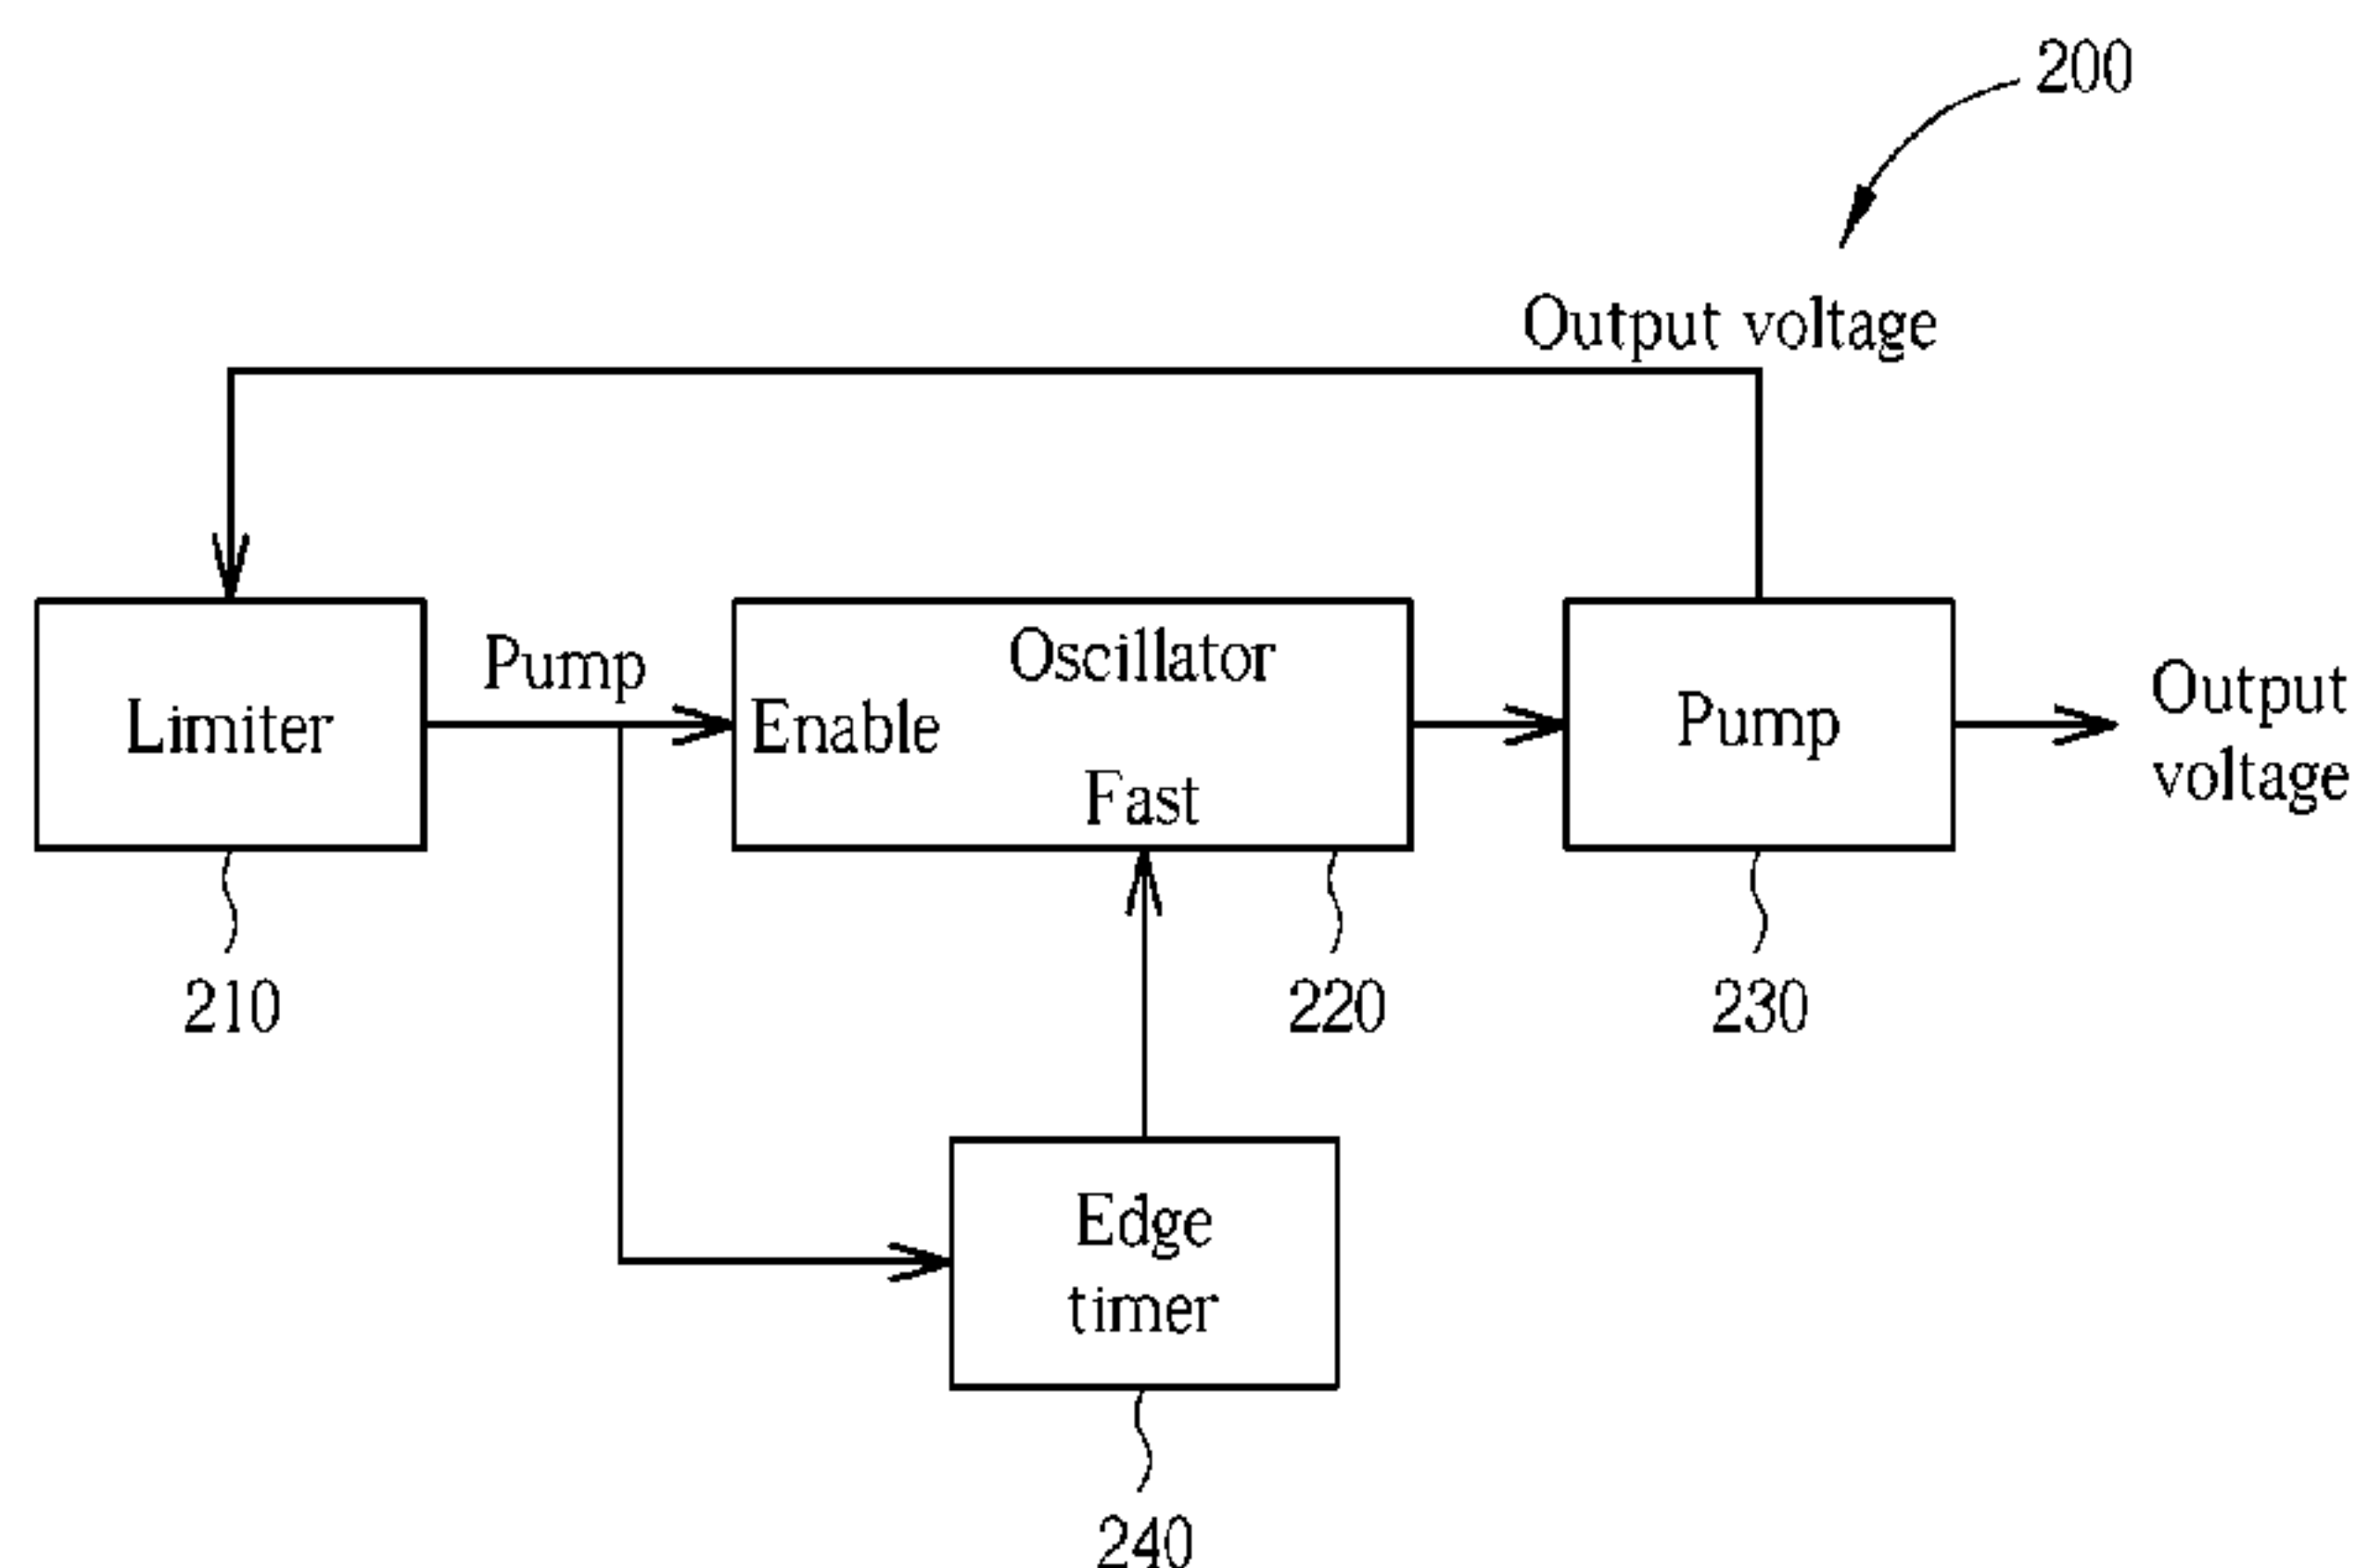 200
Output voltage
Limiter
Pump
Enable
Oscillator
Fast
Pump
Output
voltage
210
220
230
Edge
timer
240